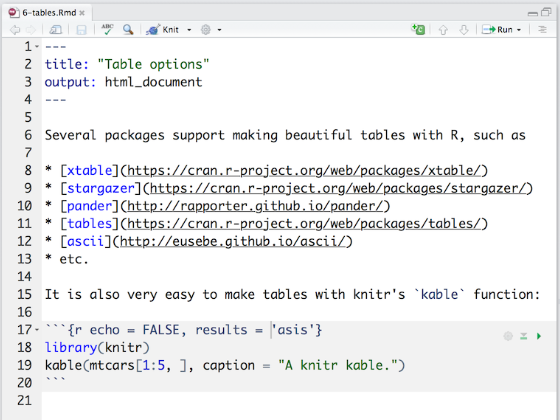 6-tables.Rmd ×
ABC Knit Run
1 ---
2 title: "Table options"
3 output: html_document
4 ---
5
6 Several packages support making beautiful tables with R, such as
7
8 * [xtable](https://cran.r-project.org/web/packages/xtable/)
9 * [stargazer](https://cran.r-project.org/web/packages/stargazer/)
10 * [pander](http://rapporter.github.io/pander/)
11 * [tables](https://cran.r-project.org/web/packages/tables/)
12 * [ascii](http://eusebe.github.io/ascii/)
13 * etc.
14
15 It is also very easy to make tables with knitr's `kable` function:
16
17 ```{r echo = FALSE, results = 'asis'}
18 library(knitr)
19 kable(mtcars[1:5, ], caption = "A knitr kable.")
20 ```
21